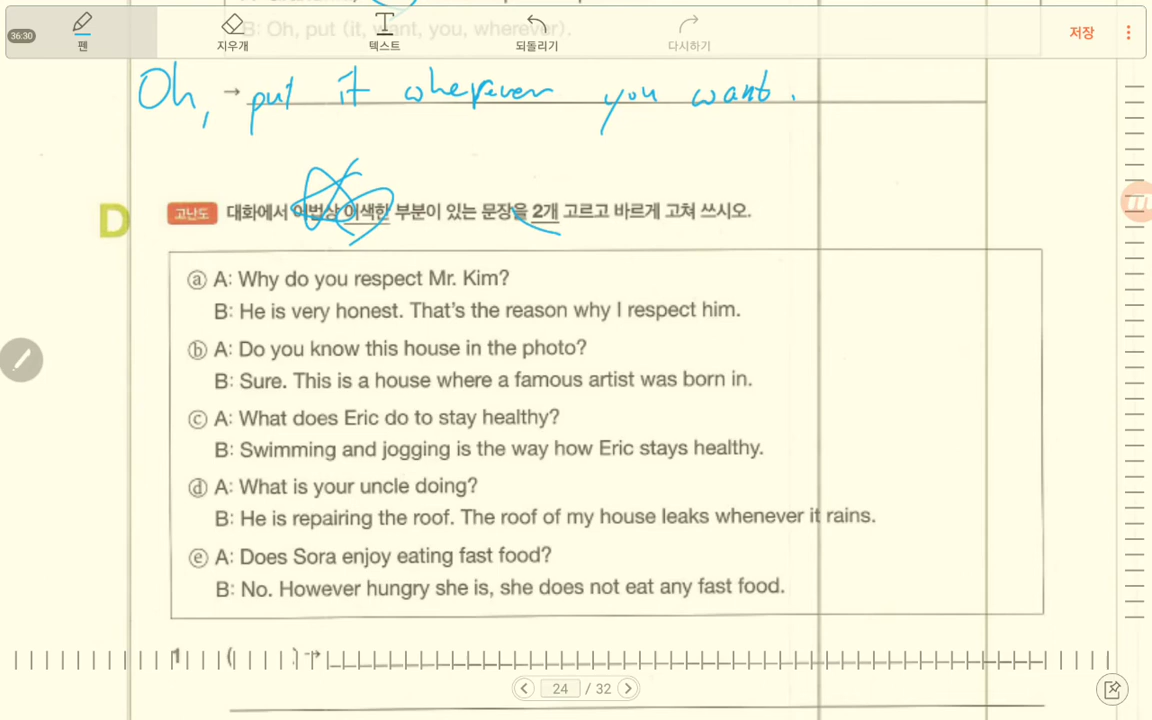 B: Oh, put (it, want, you, wherever).
36:30
펜
지우개
텍스트
되돌리기
다시하기
저장
Oh, → put it wherever you want.
D 고난도 대화에서 어법상 어색한 부분이 있는 문장을 2개 고르고 바르게 고쳐 쓰시오.
ⓐ A: Why do you respect Mr. Kim?
B: He is very honest. That's the reason why I respect him.
ⓑ A: Do you know this house in the photo?
B: Sure. This is a house where a famous artist was born in.
ⓒ A: What does Eric do to stay healthy?
B: Swimming and jogging is the way how Eric stays healthy.
ⓓ A: What is your uncle doing?
B: He is repairing the roof. The roof of my house leaks whenever it rains.
ⓔ A: Does Sora enjoy eating fast food?
B: No. However hungry she is, she does not eat any fast food.
1 ( ) →
24 / 32